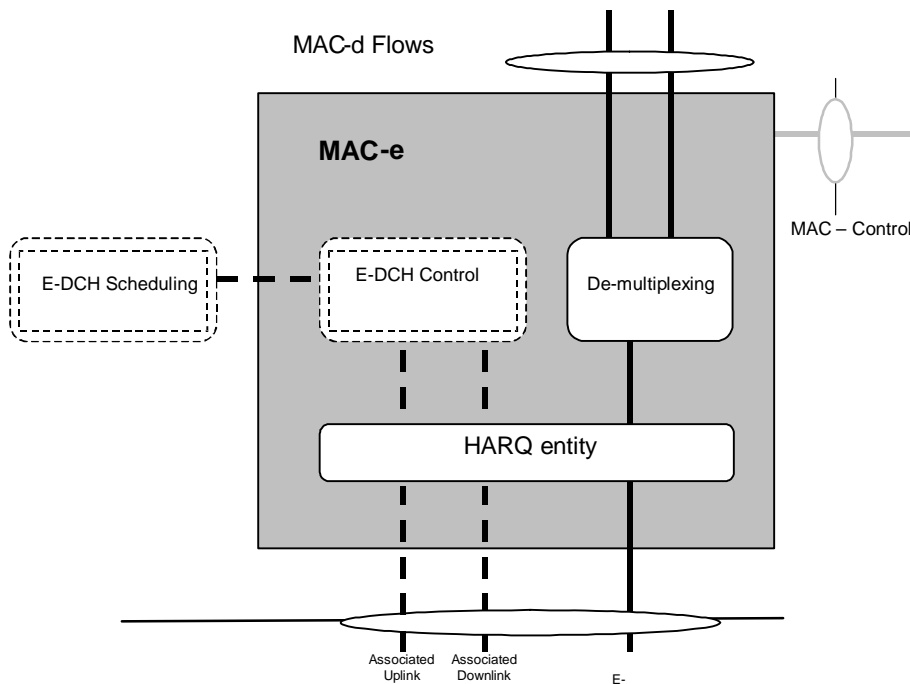 MAC-d Flows
MAC-e
MAC – Control
E-DCH Scheduling
E-DCH Control
De-multiplexing
HARQ entity
Associated
Uplink
Associated
Downlink
E-